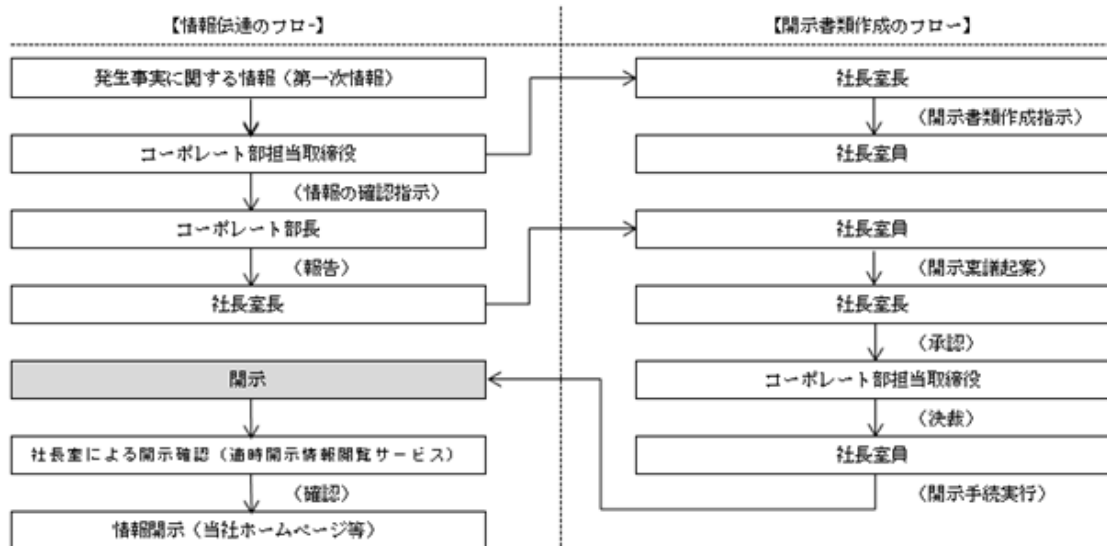 【情報伝達のフロー】
発生事実に関する情報（第一次情報）
コーポレート部担当取締役
（情報の確認指示）
コーポレート部長
（報告）
社長室長
開示
社長室による開示確認（適時開示情報閲覧サービス）
（確認）
情報開示（当社ホームページ等）
【開示書類作成のフロー】
社長室長
（開示書類作成指示）
社長室員
社長室員
（開示稟議起案）
社長室長
（承認）
コーポレート部担当取締役
（決裁）
社長室員
（開示手続実行）